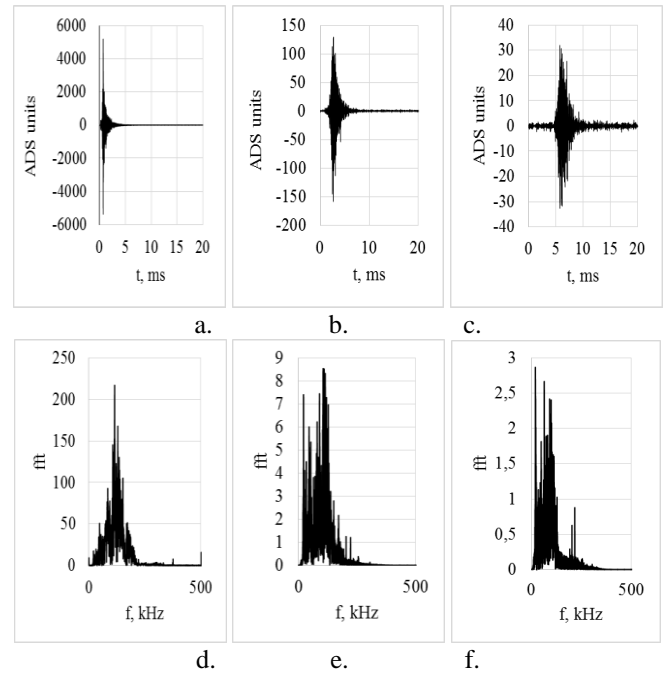 6000
4000
2000
0
-2000
-4000
-6000
ADS units
0 5 10 15 20
t, ms
150
100
50
0
-50
-100
-150
-200
ADS units
0 10 20
t, ms
40
30
20
10
0
-10
-20
-30
-40
ADS units
0 5 10 15 20
t, ms
a. b. c.
250
200
150
100
50
0
fft
0 500
f, kHz
9
8
7
6
5
4
3
2
1
0
fft
0 500
f, kHz
3
2,5
2
1,5
1
0,5
0
fft
0 500
f, kHz
d. e. f.